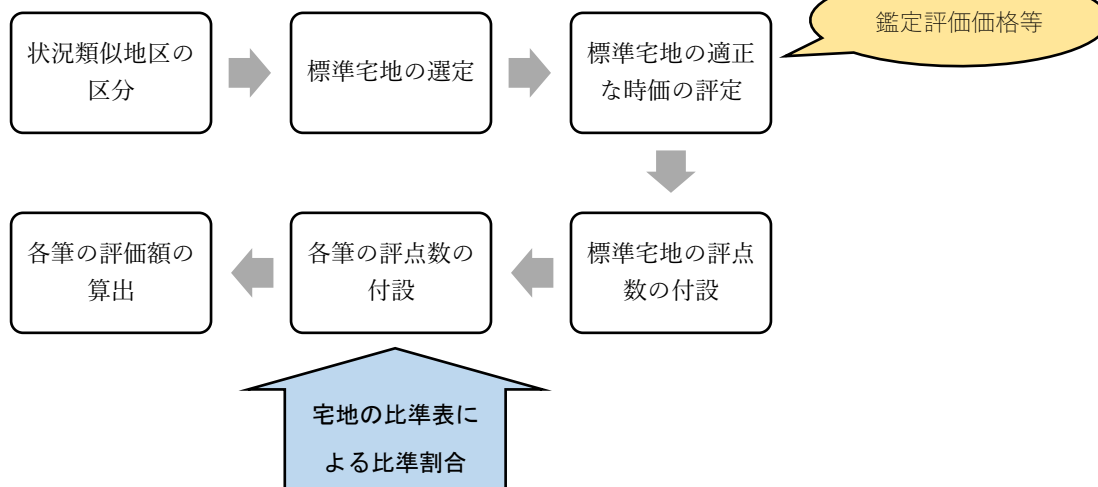 鑑定評価価格等
状況類似地区の
区分
標準宅地の選定
標準宅地の適正
な時価の評定
各筆の評価額の
算出
各筆の評点数の
付設
標準宅地の評点
数の付設
宅地の比準表に
よる比準割合